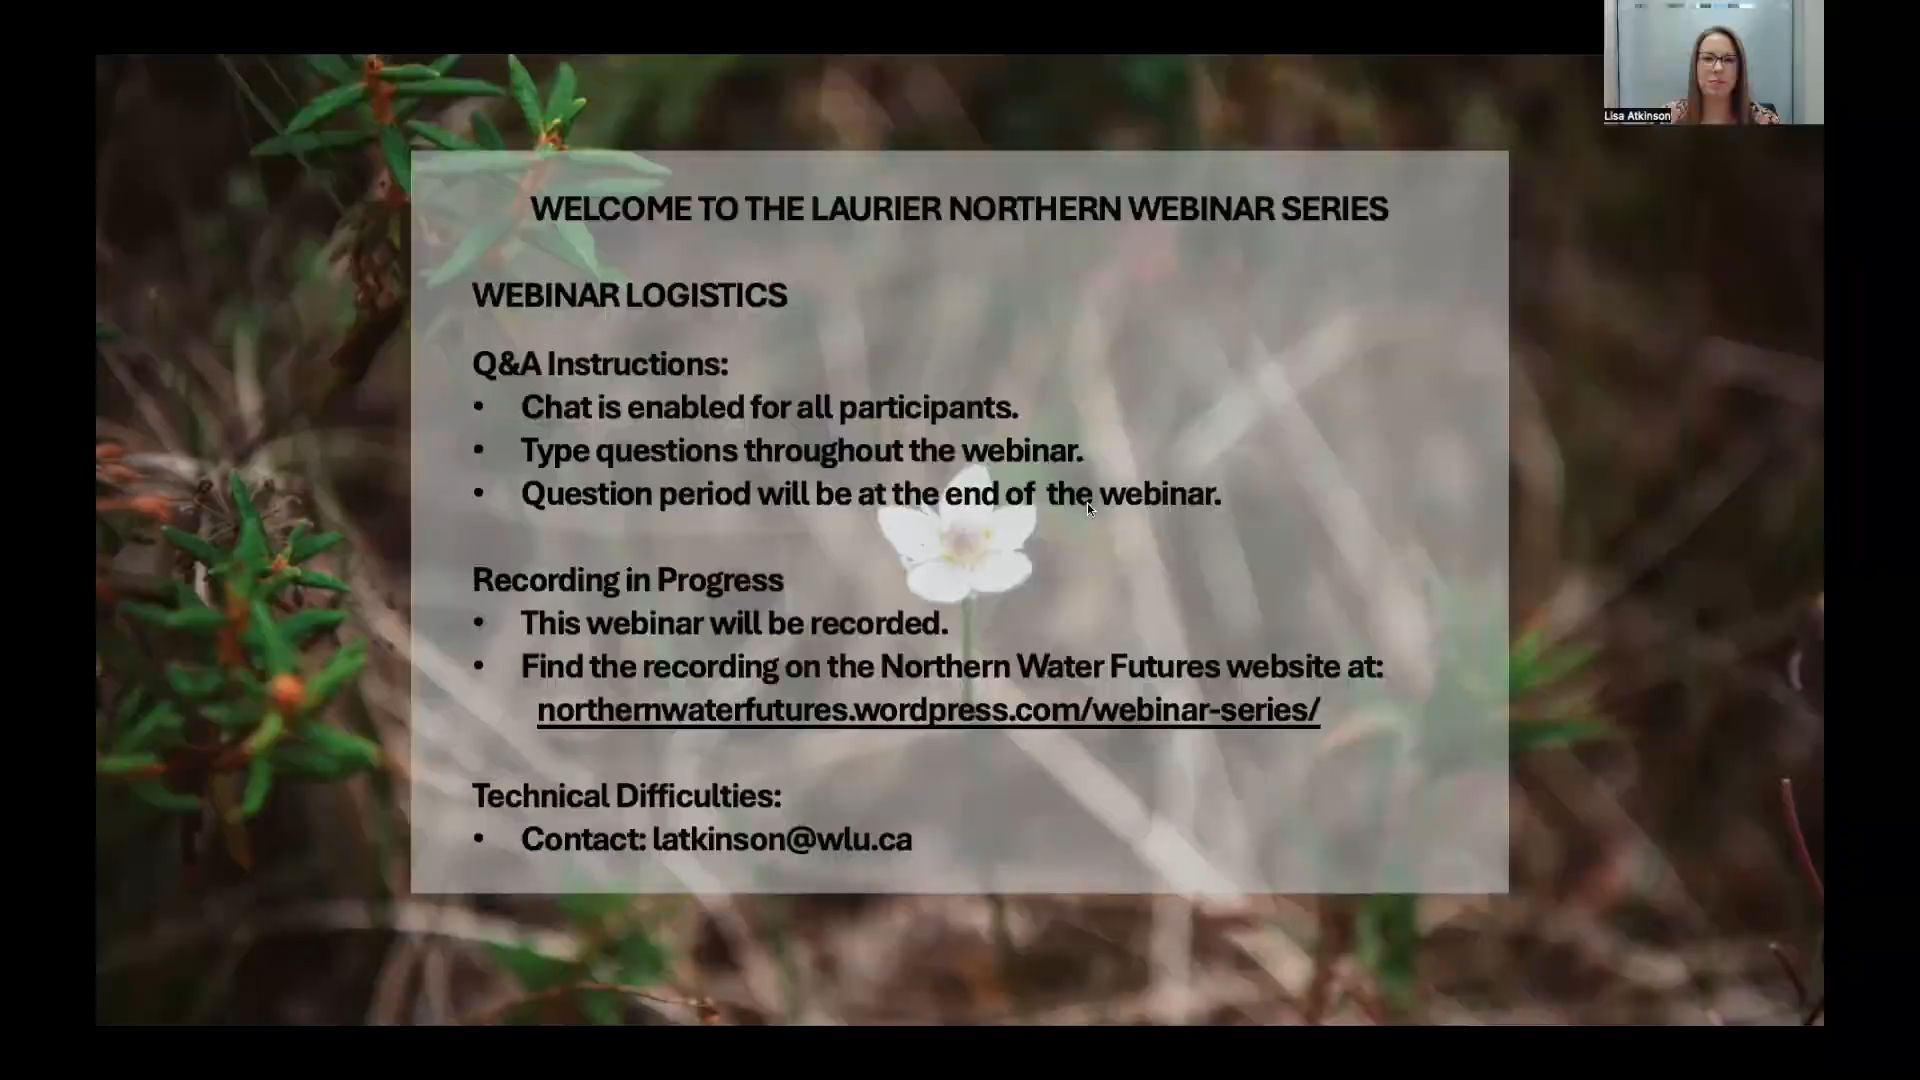 Lisa Atkinson
WELCOME TO THE LAURIER NORTHERN WEBINAR SERIES
WEBINAR LOGISTICS
Q&A Instructions:
• Chat is enabled for all participants.
• Type questions throughout the webinar.
• Question period will be at the end of  the webinar.
Recording in Progress
• This webinar will be recorded.
• Find the recording on the Northern Water Futures website at:
northernwaterfutures.wordpress.com/webinar-series/
Technical Difficulties:
• Contact: latkinson@wlu.ca